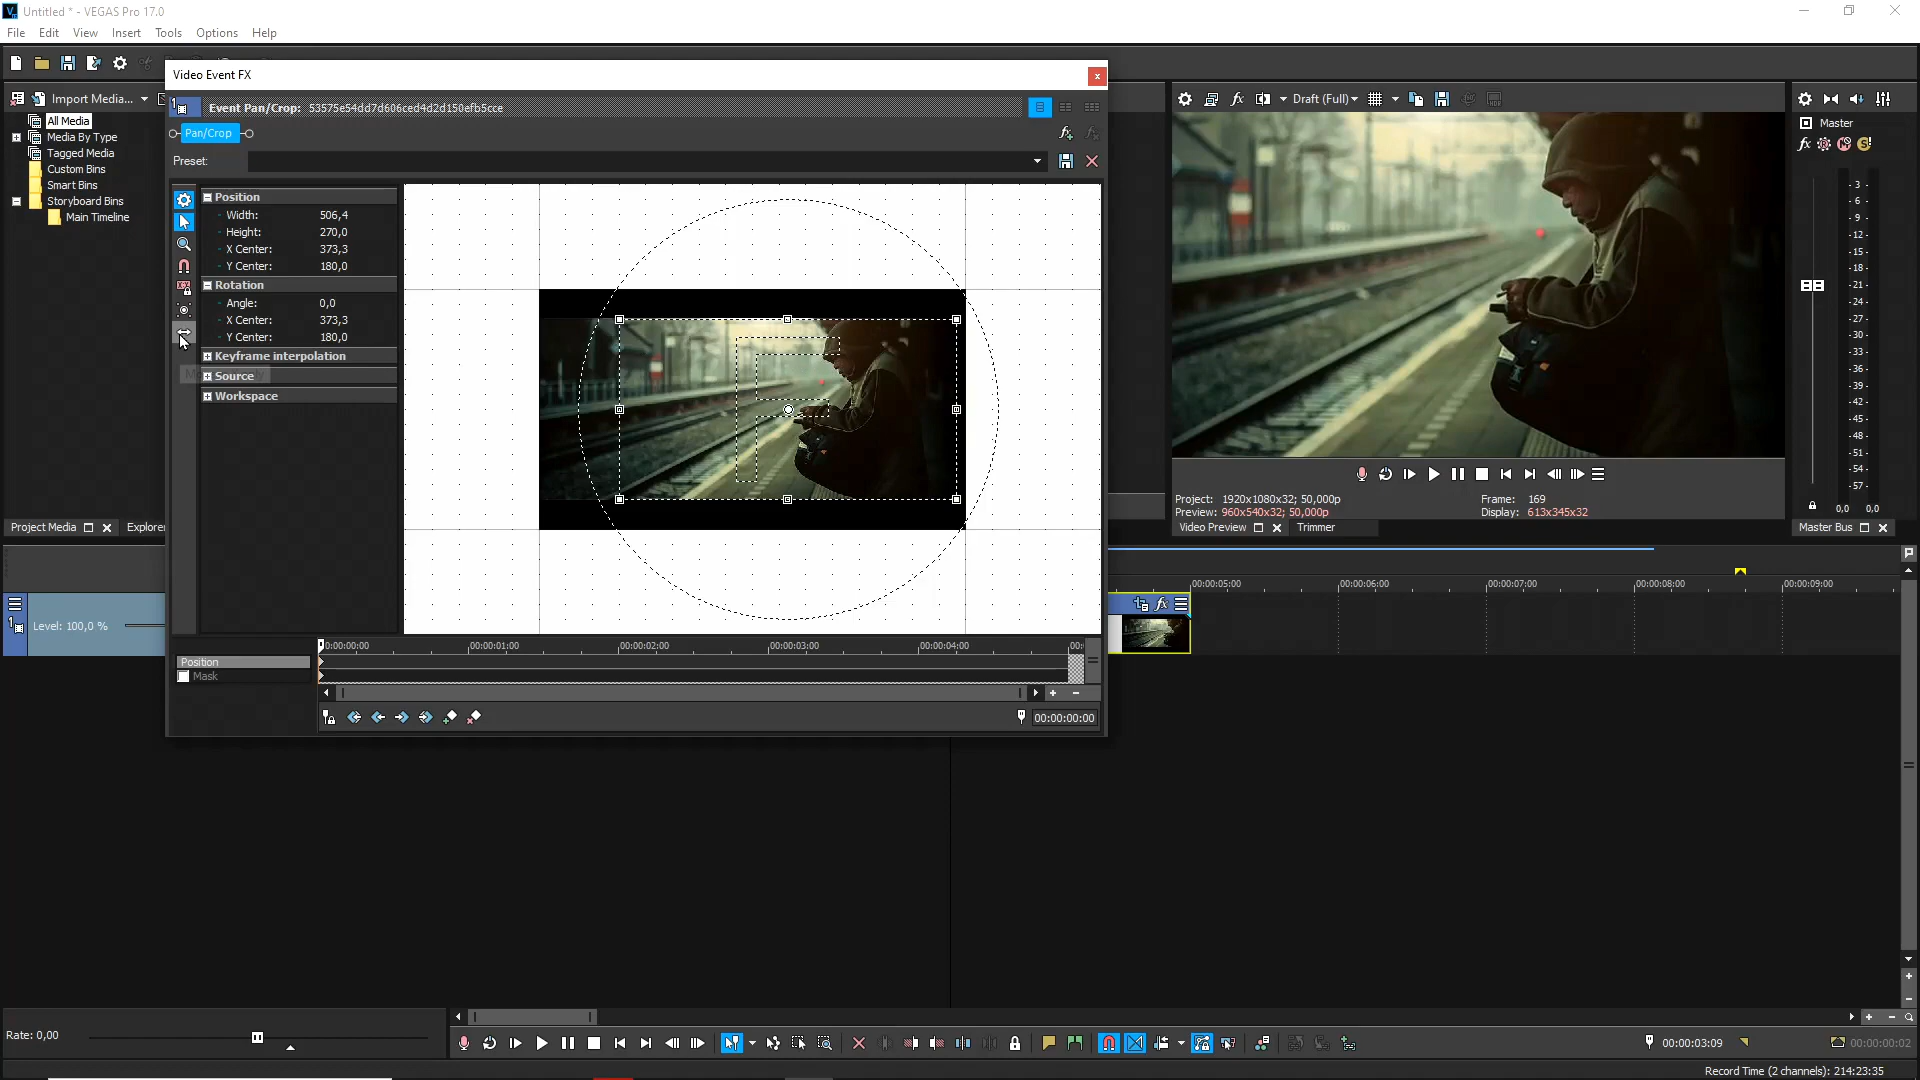 Untitled * - VEGAS Pro 17.0
File Edit View Insert Tools Options Help
Video Event FX
Import Media...
Event Pan/Crop: 53575e54dd7d606ced4d2d150efb5cce
Draft (Full)
All Media
Media By Type
Tagged Media
Custom Bins
Smart Bins
Storyboard Bins
Main Timeline
Pan/Crop
Preset:
Master
Position
Width: 506,4
Height: 270,0
X Center: 373,3
Y Center: 180,0
Rotation
Angle: 0,0
X Center: 373,3
Y Center: 180,0
Keyframe interpolation
Source
Workspace
- 3 -
- 6 -
- 9 -
-12-
-15-
-18-
-21-
-24-
-27-
-30-
-33-
-36-
-39-
-42-
-45-
-48-
-51-
-54-
-57-
0,0 0,0
Project: 1920x1080x32; 50,000p
Preview: 960x540x32; 50,000p
Frame: 169
Display: 613x345x32
Project Media Explorer
Video Preview Trimmer
Master Bus
00:00:05:00 00:00:06:00 00:00:07:00 00:00:08:00 00:00:09:00
1
Level: 100,0 %
fx
0:00:00:00 00:00:01:00 00:00:02:00 00:00:03:00 00:00:04:00 00:
Position
Mask
00:00:00:00
Rate: 0,00
00:00:03:09
00:00:00:02
Record Time (2 channels): 214:23:35